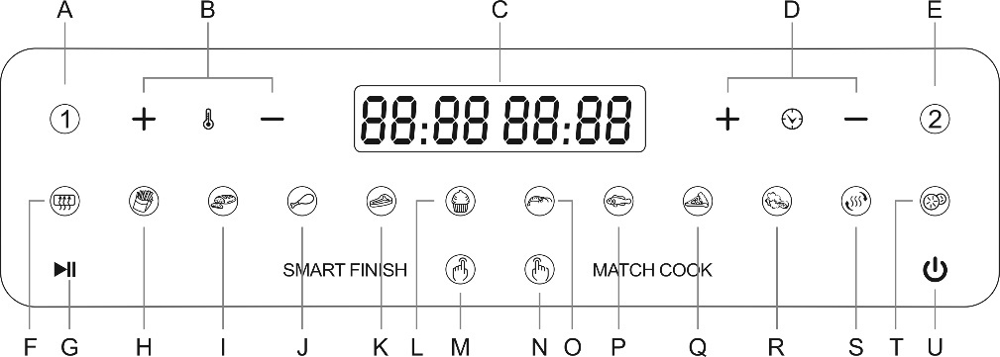 A B C D E
1 + - 88:88 88:88 + - 2
SMART FINISH MATCH COOK
F G H I J K L M N O P Q R S T U